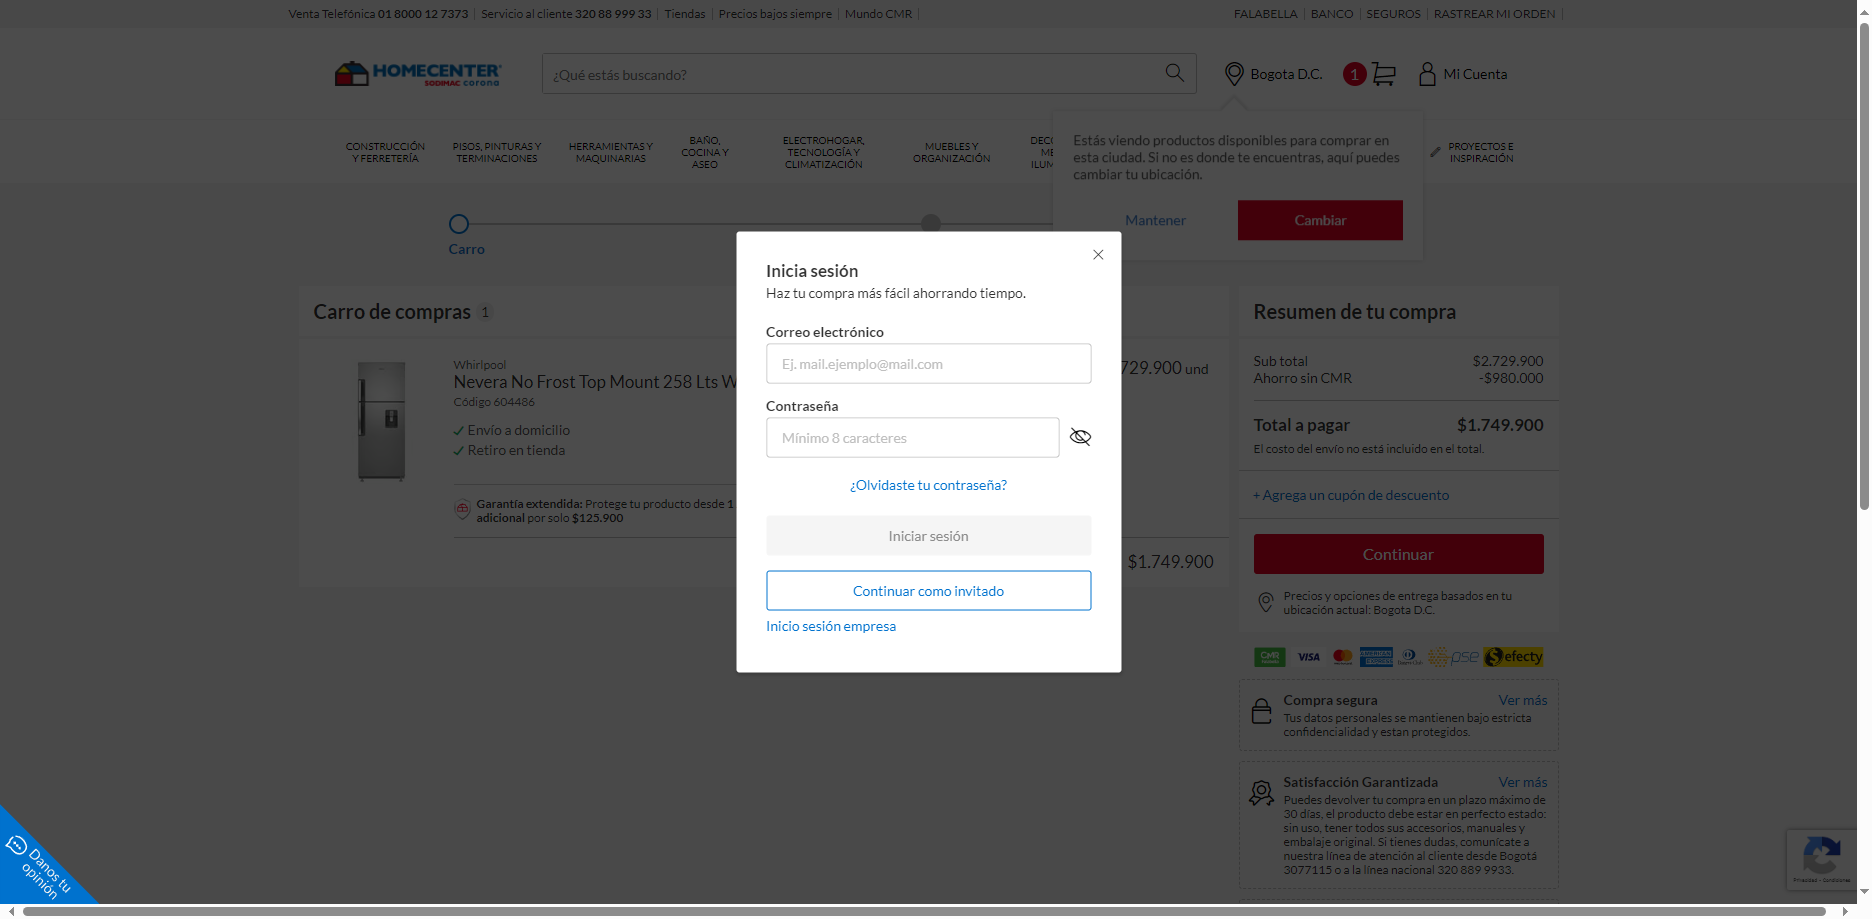 Venta Telefónica 01 8000 12 7373
Servicio al cliente 320 88 999 33
Tiendas
Precios bajos siempre
Mundo CMR
FALABELLA
BANCO
SEGUROS
RASTREAR MI ORDEN
HOMECENTER
SODIMAC corona
¿Qué estás buscando?
Bogota D.C.
1
Mi Cuenta
CONSTRUCCIÓN
Y FERRETERÍA
PISOS, PINTURAS Y
TERMINACIONES
HERRAMIENTAS Y
MAQUINARIAS
BAÑO,
COCINA Y
ASEO
ELECTROHOGAR,
TECNOLOGÍA Y
CLIMATIZACIÓN
MUEBLES Y
ORGANIZACIÓN
PROYECTOS E
INSPIRACIÓN
Estás viendo productos disponibles para comprar en
esta ciudad. Si no es donde te encuentras, aquí puedes
cambiar tu ubicación.
Mantener
Cambiar
Carro
Carro de compras 1
Whirlpool
Nevera No Frost Top Mount 258 Lts W
Código 604486
Envío a domicilio
Retiro en tienda
Garantía extendida: Protege tu producto desde 1
adicional por solo $125.900
729.900 und
$1.749.900
Inicia sesión
Haz tu compra más fácil ahorrando tiempo.
Correo electrónico
Ej. mail.ejemplo@mail.com
Contraseña
Mínimo 8 caracteres
¿Olvidaste tu contraseña?
Iniciar sesión
Continuar como invitado
Inicio sesión empresa
Resumen de tu compra
Sub total $2.729.900
Ahorro sin CMR -$980.000
Total a pagar $1.749.900
El costo del envío no está incluido en el total.
+ Agrega un cupón de descuento
Continuar
Precios y opciones de entrega basados en tu
ubicación actual: Bogota D.C.
CMR
VISA
AMERICAN EXPRESS
pse
efecty
Compra segura Ver más
Tus datos personales se mantienen bajo estricta
confidencialidad y estan protegidos.
Satisfacción Garantizada Ver más
Puedes devolver tu compra en un plazo máximo de
30 días, el producto debe estar en perfecto estado:
sin uso, tener todos sus accesorios, manuales y
embalaje original. Si tienes dudas, comunícate a
nuestra línea de atención al cliente desde Bogotá
3077115 o a la línea nacional 320 889 9933.
Danos tu
opinión